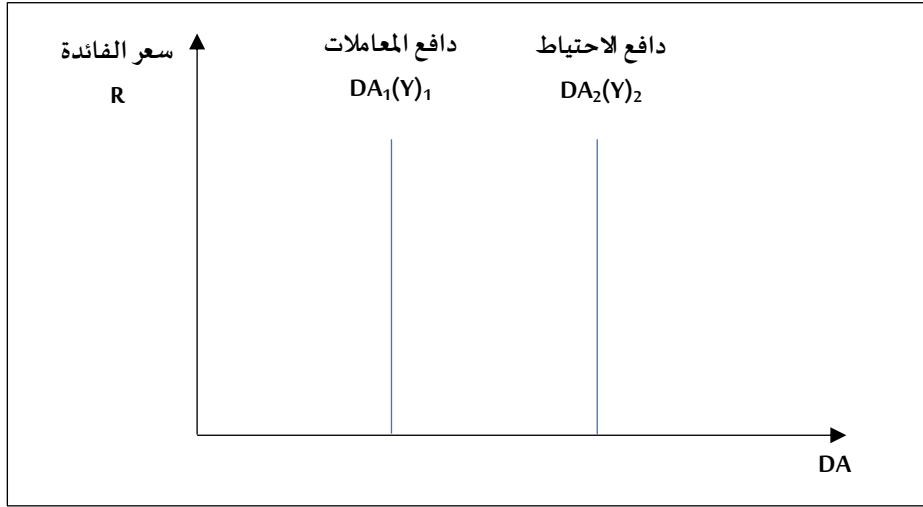 سعر الفائدة
R
دافع المعاملات
DA₁(Y)₁
دافع الاحتياط
DA₂(Y)₂
DA